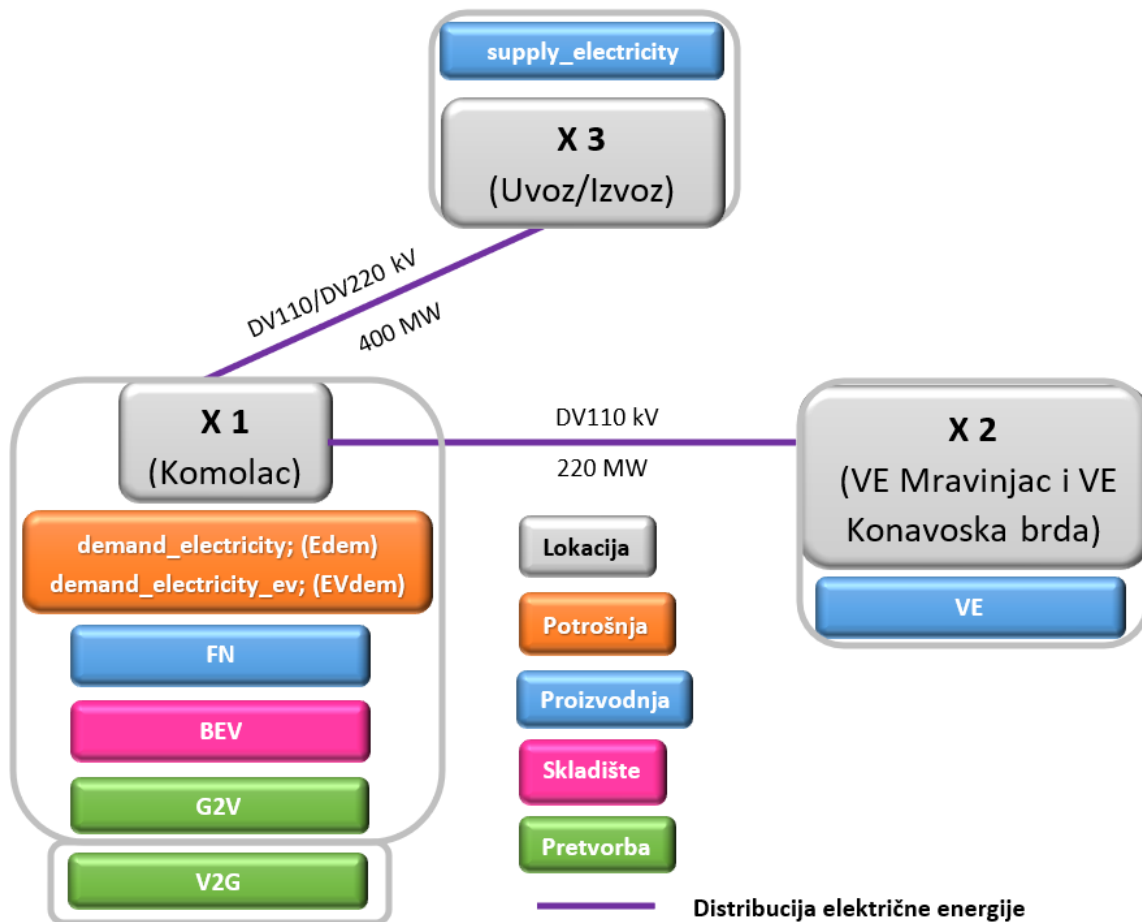 supply_electricity
X 3
(Uvoz/Izvoz)
DV110/DV220 kV
400 MW
X 1
(Komolac)
DV110 kV
220 MW
X 2
(VE Mravinjac i VE
Konavoska brda)
VE
demand_electricity; (Edem)
demand_electricity_ev; (EVdem)
FN
BEV
G2V
V2G
Lokacija
Potrošnja
Proizvodnja
Skladište
Pretvorba
Distribucija električne energije